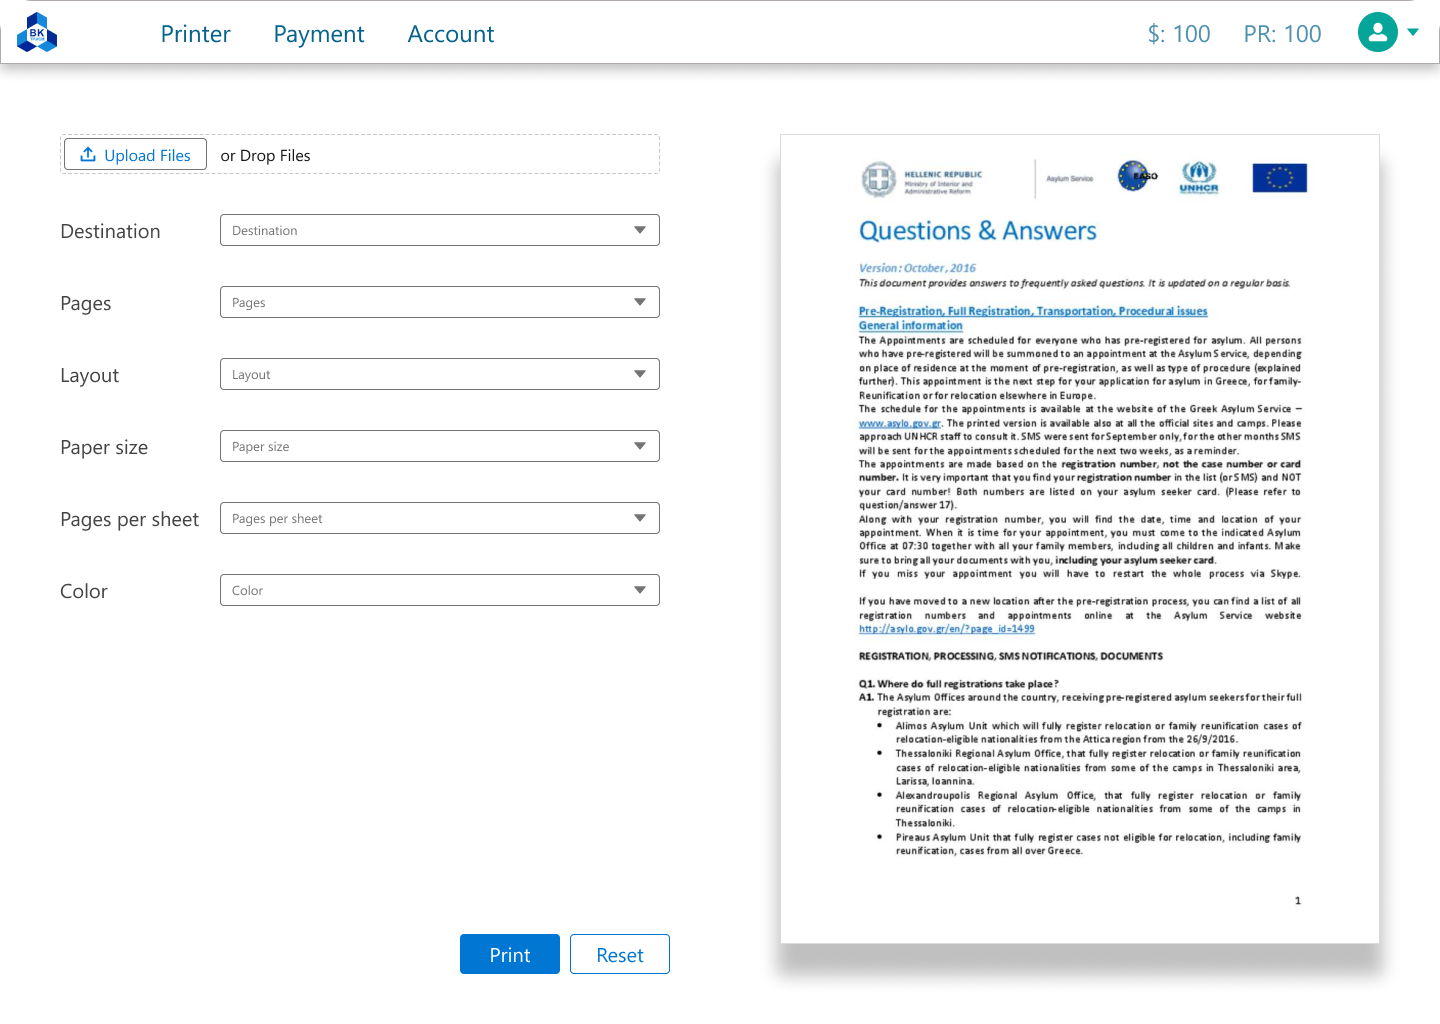 BK
Printer Payment Account $: 100 PR: 100
Upload Files or Drop Files
Destination Destination
Pages Pages
Layout Layout
Paper size Paper size
Pages per sheet Pages per sheet
Color Color
Print Reset
HELLENIC REPUBLIC
Ministry of Interior and
Administrative Reform
Asylum Service
EASO
UNHCR
Questions & Answers
Version: October, 2016
This document provides answers to frequently asked questions. It is updated on a regular basis.
Pre-Registration, Full Registration, Transportation, Procedural issues
General information
The Appointments are scheduled for everyone who has pre-registered for asylum. All persons
who have pre-registered will be summoned to an appointment at the Asylum Service, depending
on place of residence at the moment of pre-registration, as well as type of procedure (explained
further). This appointment is the next step for your application for asylum in Greece, for family-
Reunification or for relocation elsewhere in Europe.
The schedule for the appointments is available at the website of the Greek Asylum Service –
www.asylo.gov.gr. The printed version is available also at all the official sites and camps. Please
approach UNHCR staff to consult it. SMS were sent for September only, for the other months SMS
will be sent for the appointments scheduled for the next two weeks, as a reminder.
The appointments are made based on the registration number, not the case number or card
number. It is very important that you find your registration number in the list (or SMS) and NOT
your card number! Both numbers are listed on your asylum seeker card. (Please refer to
question/answer 17).
Along with your registration number, you will find the date, time and location of your
appointment. When it is time for your appointment, you must come to the indicated Asylum
Office at 07:30 together with all your family members, including all children and infants. Make
sure to bring all your documents with you, including your asylum seeker card.
If you miss your appointment you will have to restart the whole process via Skype.
If you have moved to a new location after the pre-registration process, you can find a list of all
registration numbers and appointments online at the Asylum Service website
http://asylo.gov.gr/en/?page_id=1499
REGISTRATION, PROCESSING, SMS NOTIFICATIONS, DOCUMENTS
Q1. Where do full registrations take place?
A1. The Asylum Offices around the country, receiving pre-registered asylum seekers for their full
registration are:
• Alimos Asylum Unit which will fully register relocation or family reunification cases of
relocation-eligible nationalities from the Attica region from the 26/9/2016.
• Thessaloniki Regional Asylum Office, that fully register relocation or family reunification
cases of relocation-eligible nationalities from some of the camps in Thessaloniki area,
Larissa, Ioannina.
• Alexandroupolis Regional Asylum Office, that fully register relocation or family
reunification cases of relocation-eligible nationalities from some of the camps in
Thessaloniki.
• Pireaus Asylum Unit that fully register cases not eligible for relocation, including family
reunification, cases from all over Greece.
1